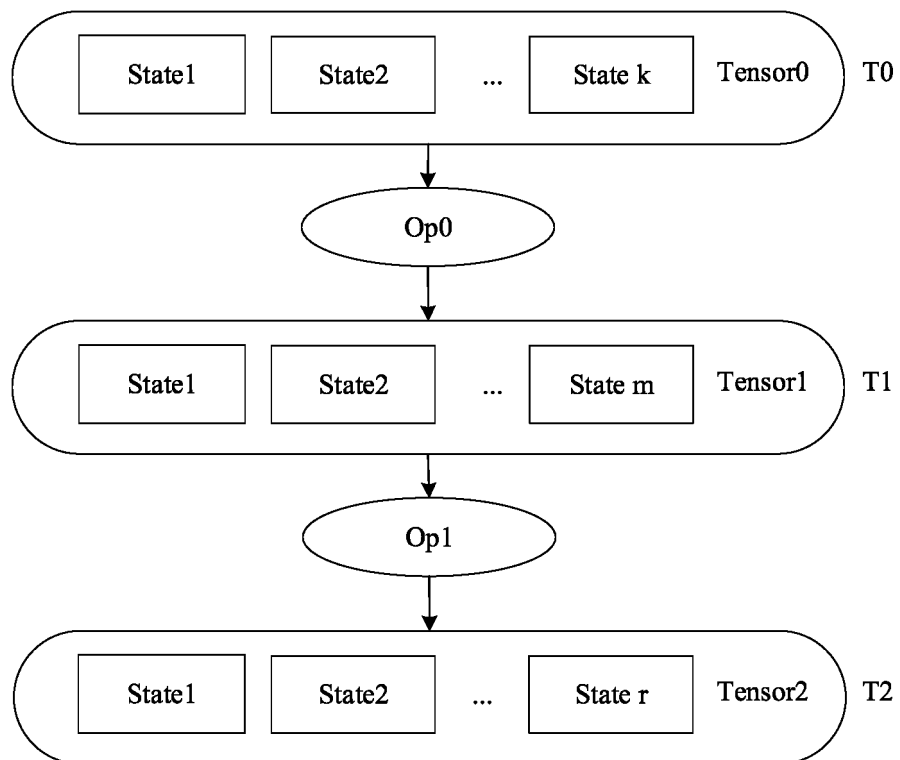 State1 State2 ... State k Tensor0 T0
Op0
State1 State2 ... State m Tensor1 T1
Op1
State1 State2 ... State r Tensor2 T2